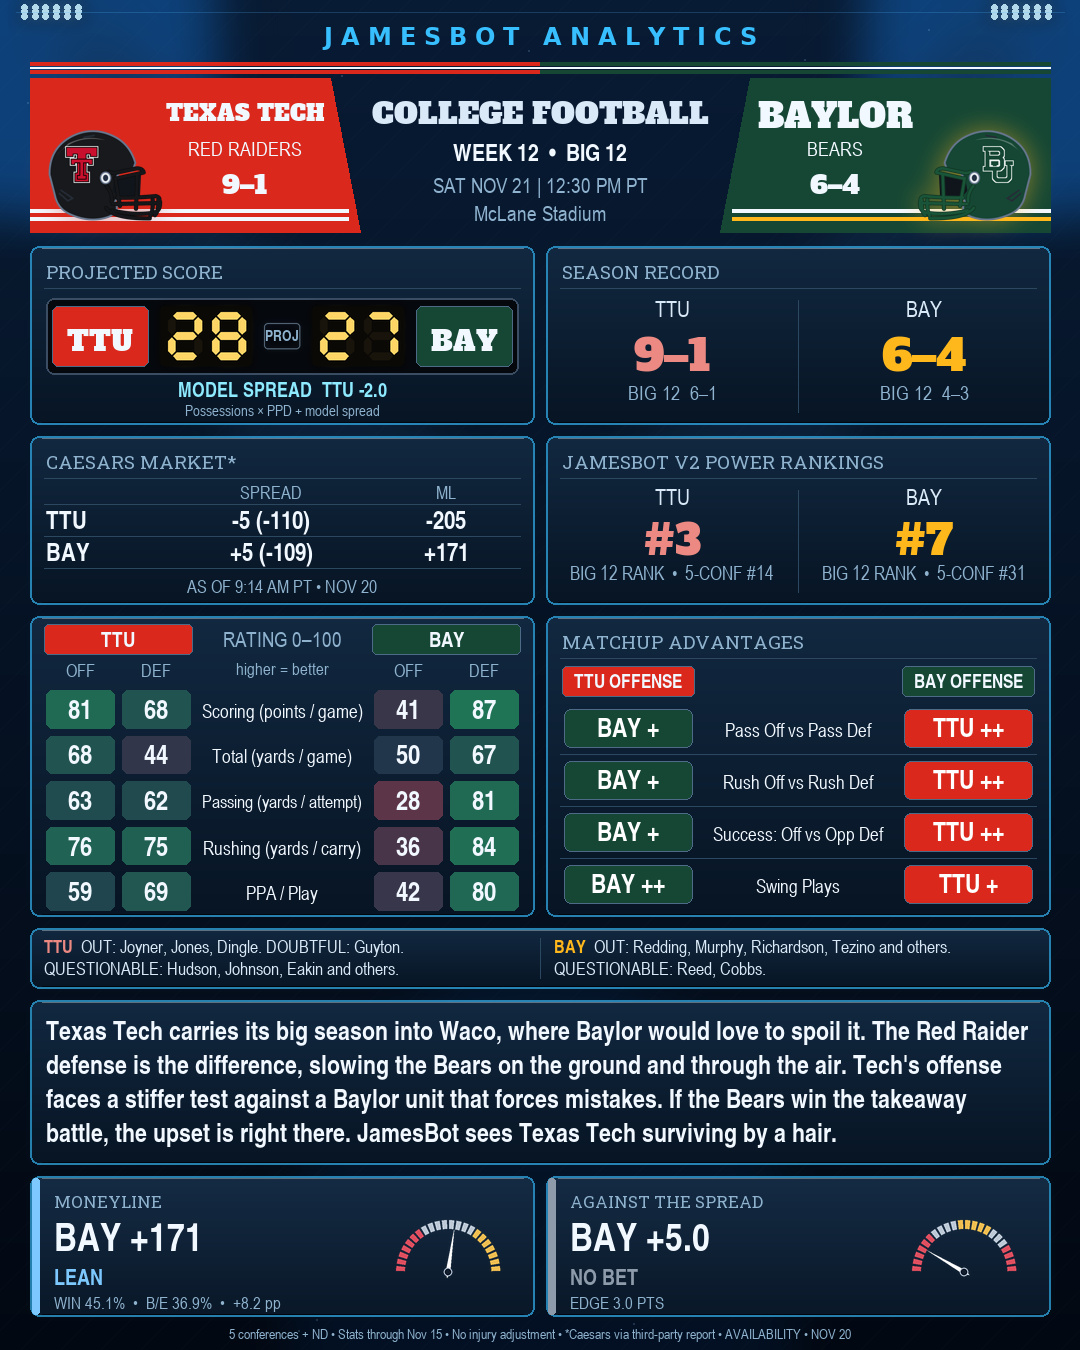 JAMESBOT ANALYTICS
TEXAS TECH
RED RAIDERS
9–1
COLLEGE FOOTBALL
WEEK 12 • BIG 12
SAT NOV 21 | 12:30 PM PT
McLane Stadium
BAYLOR
BEARS
6–4
PROJECTED SCORE
TTU 28 PROJ 27 BAY
MODEL SPREAD TTU -2.0
Possessions × PPD + model spread
SEASON RECORD
TTU BAY
9–1 6–4
BIG 12 6–1 BIG 12 4–3
CAESARS MARKET*
SPREAD ML
TTU -5 (-110) -205
BAY +5 (-109) +171
AS OF 9:14 AM PT • NOV 20
JAMESBOT V2 POWER RANKINGS
TTU BAY
#3 #7
BIG 12 RANK • 5-CONF #14 BIG 12 RANK • 5-CONF #31
TTU RATING 0–100 BAY
OFF DEF higher = better OFF DEF
81 68 Scoring (points / game) 41 87
68 44 Total (yards / game) 50 67
63 62 Passing (yards / attempt) 28 81
76 75 Rushing (yards / carry) 36 84
59 69 PPA / Play 42 80
MATCHUP ADVANTAGES
TTU OFFENSE BAY OFFENSE
BAY + Pass Off vs Pass Def TTU ++
BAY + Rush Off vs Rush Def TTU ++
BAY + Success: Off vs Opp Def TTU ++
BAY ++ Swing Plays TTU +
TTU OUT: Joyner, Jones, Dingle. DOUBTFUL: Guyton.
QUESTIONABLE: Hudson, Johnson, Eakin and others.
BAY OUT: Redding, Murphy, Richardson, Tezino and others.
QUESTIONABLE: Reed, Cobbs.
Texas Tech carries its big season into Waco, where Baylor would love to spoil it. The Red Raider
defense is the difference, slowing the Bears on the ground and through the air. Tech's offense
faces a stiffer test against a Baylor unit that forces mistakes. If the Bears win the takeaway
battle, the upset is right there. JamesBot sees Texas Tech surviving by a hair.
MONEYLINE
BAY +171
LEAN
WIN 45.1% • B/E 36.9% • +8.2 pp
AGAINST THE SPREAD
BAY +5.0
NO BET
EDGE 3.0 PTS
5 conferences + ND • Stats through Nov 15 • No injury adjustment • *Caesars via third-party report • AVAILABILITY • NOV 20